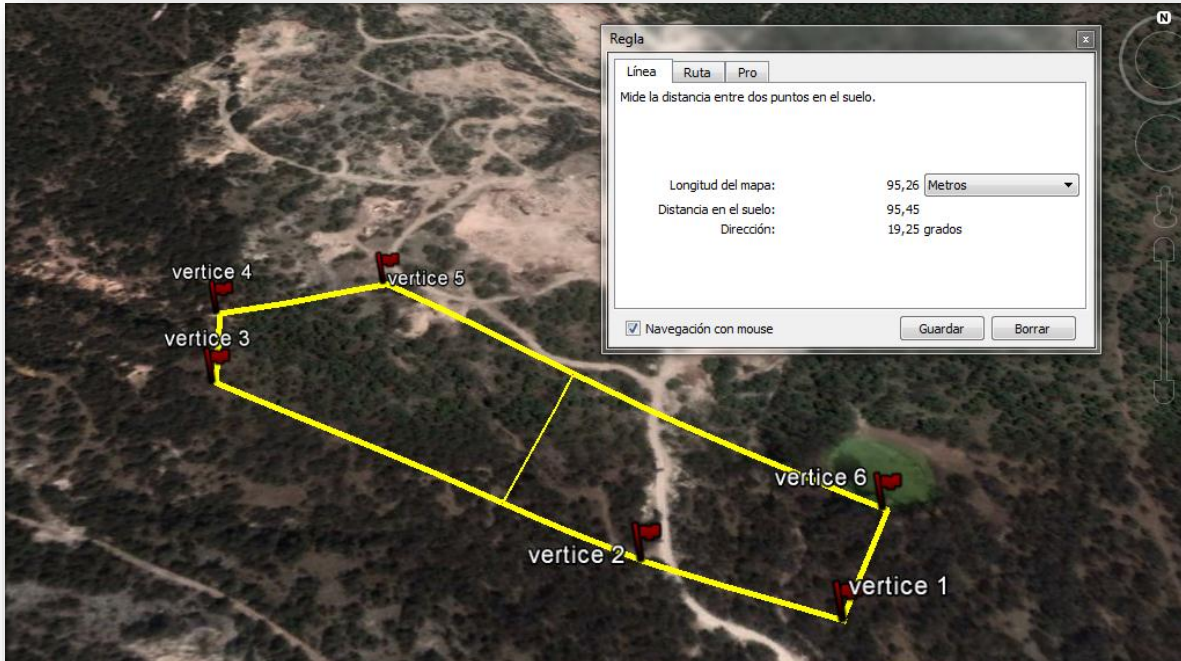 N
Regla
x
Línea Ruta Pro
Mide la distancia entre dos puntos en el suelo.
Longitud del mapa: 95,26 Metros
Distancia en el suelo: 95,45
Dirección: 19,25 grados
Navegación con mouse Guardar Borrar
vertice 4
vertice 5
vertice 3
vertice 6
vertice 2
vertice 1